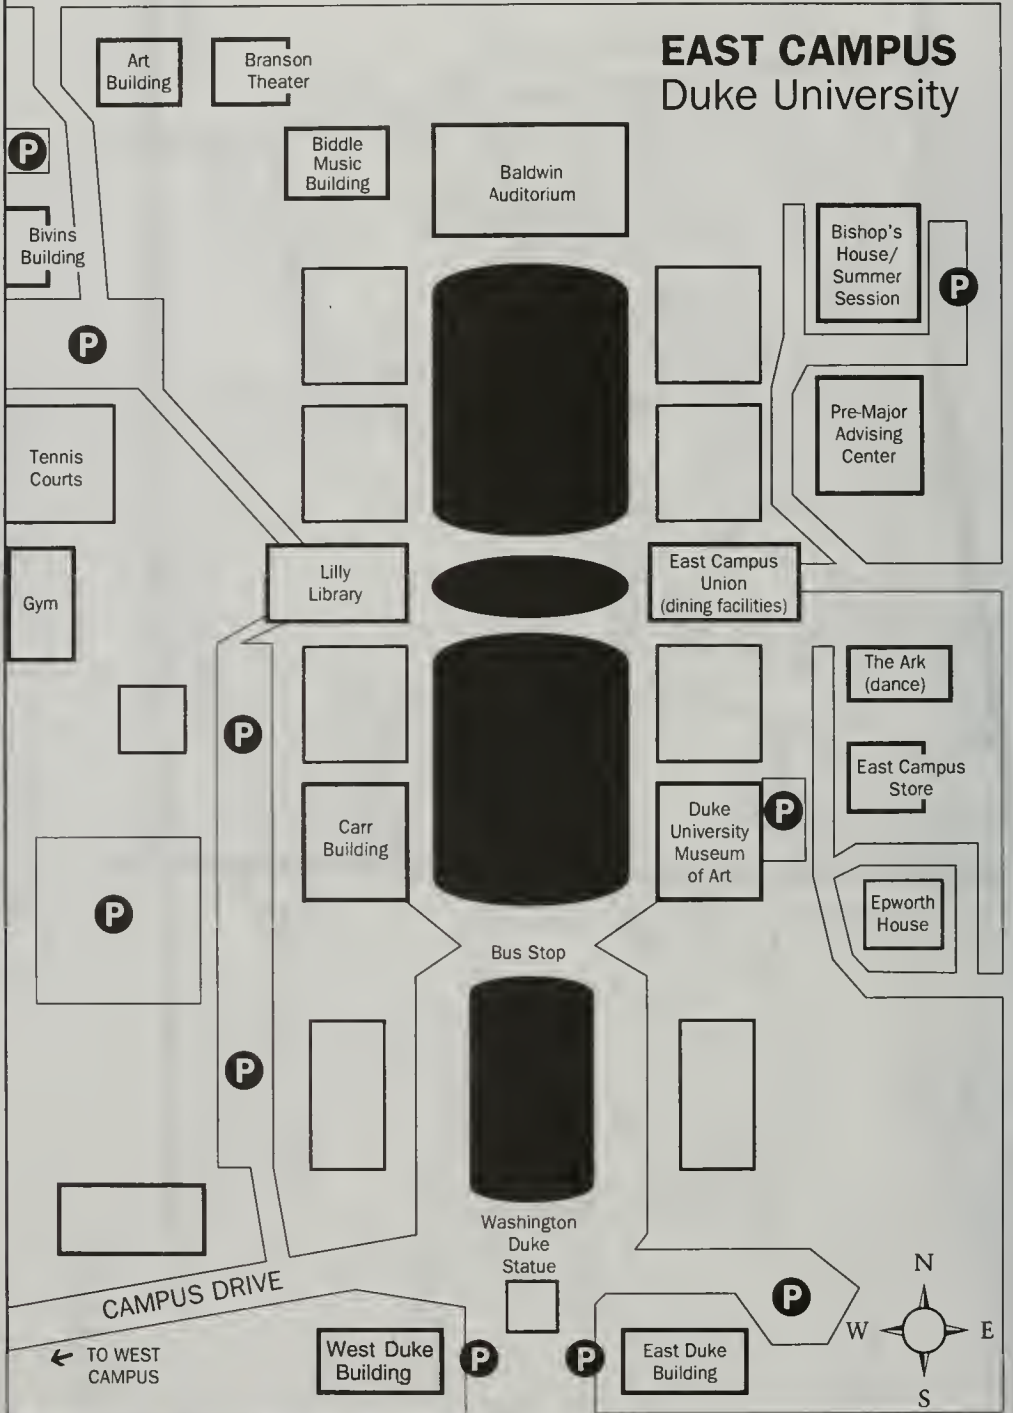 EAST CAMPUS
Duke University
Art
Building
Branson
Theater
P
Biddle
Music
Building
Baldwin
Auditorium
Bivins
Building
Bishop's
House/
Summer
Session
P
P
Pre-Major
Advising
Center
Tennis
Courts
Gym
Lilly
Library
East Campus
Union
(dining facilities)
The Ark
(dance)
P
East Campus
Store
Carr
Building
Duke
University
Museum
of Art
P
P
Epworth
House
Bus Stop
P
Washington
Duke
Statue
CAMPUS DRIVE
← TO WEST
CAMPUS
West Duke
Building
P
P
East Duke
Building
P
N
W
E
S